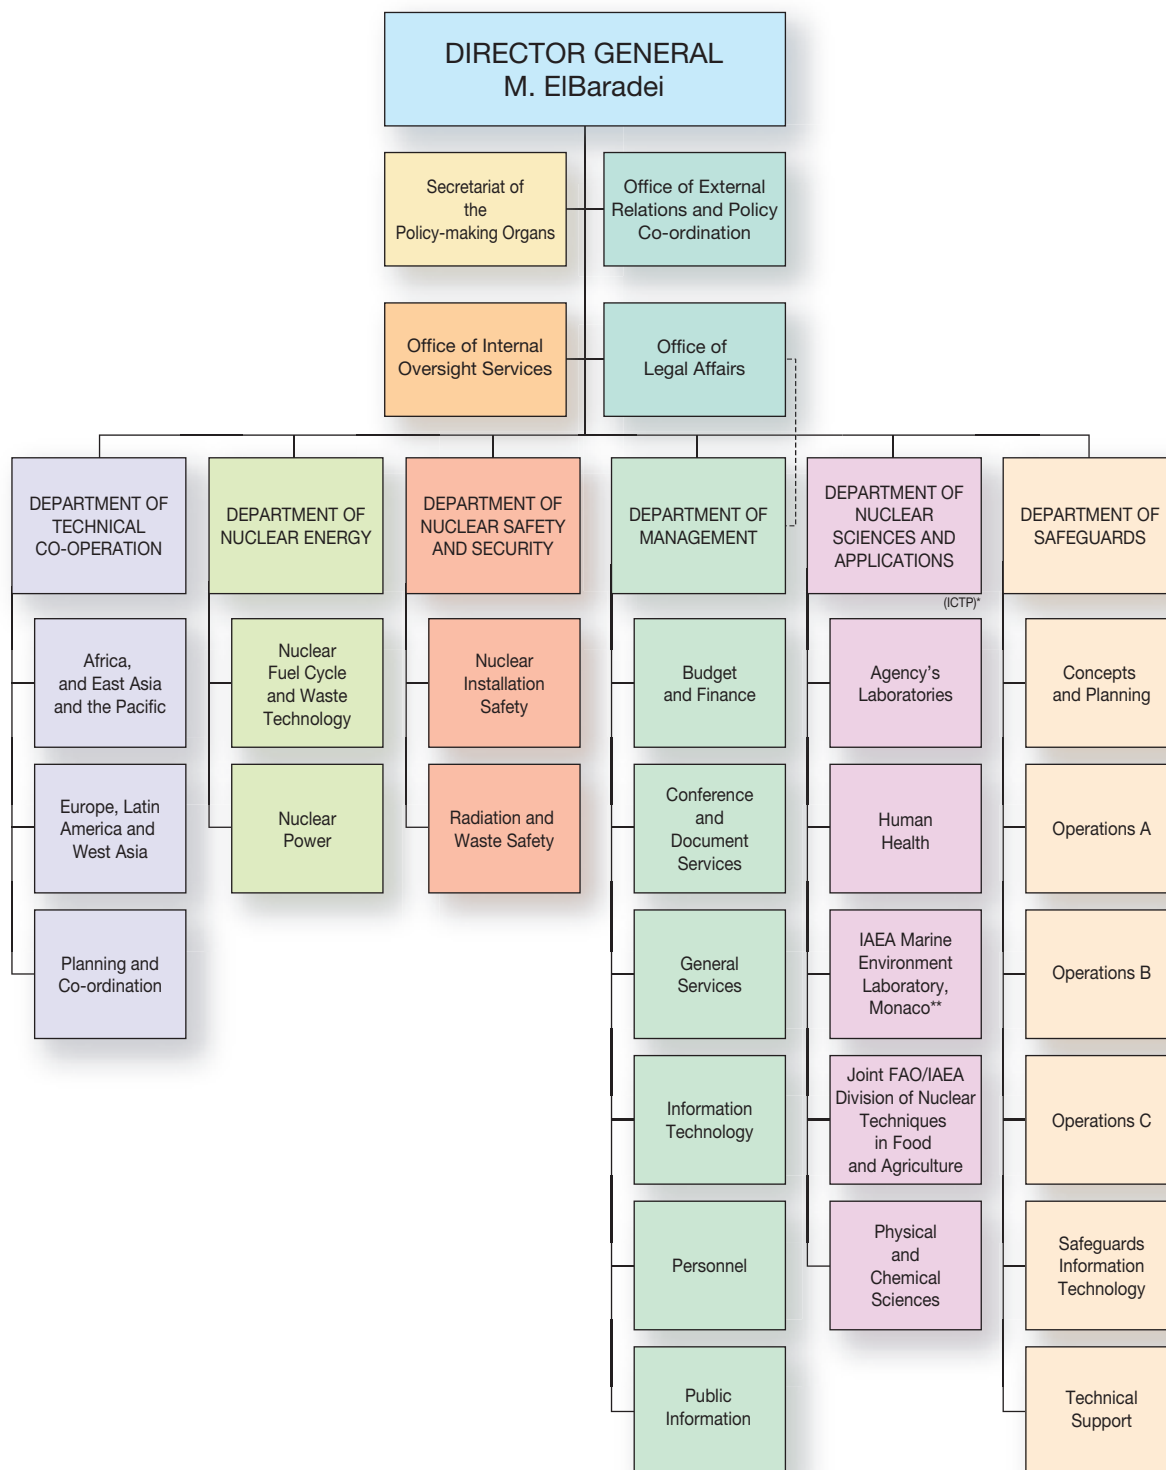 DIRECTOR GENERAL
M. ElBaradei
Secretariat of
the
Policy-making Organs
Office of External
Relations and Policy
Co-ordination
Office of Internal
Oversight Services
Office of
Legal Affairs
DEPARTMENT OF
TECHNICAL
CO-OPERATION
DEPARTMENT OF
NUCLEAR ENERGY
DEPARTMENT OF
NUCLEAR SAFETY
AND SECURITY
DEPARTMENT OF
MANAGEMENT
DEPARTMENT OF
NUCLEAR
SCIENCES AND
APPLICATIONS
(ICTP)*
DEPARTMENT OF
SAFEGUARDS
Africa,
and East Asia
and the Pacific
Europe, Latin
America and
West Asia
Planning and
Co-ordination
Nuclear
Fuel Cycle
and Waste
Technology
Nuclear
Power
Nuclear
Installation
Safety
Radiation and
Waste Safety
Budget
and Finance
Conference
and
Document
Services
General
Services
Information
Technology
Personnel
Public
Information
Agency’s
Laboratories
Human
Health
IAEA Marine
Environment
Laboratory,
Monaco**
Joint FAO/IAEA
Division of Nuclear
Techniques
in Food
and Agriculture
Physical
and
Chemical
Sciences
Concepts
and Planning
Operations A
Operations B
Operations C
Safeguards
Information
Technology
Technical
Support